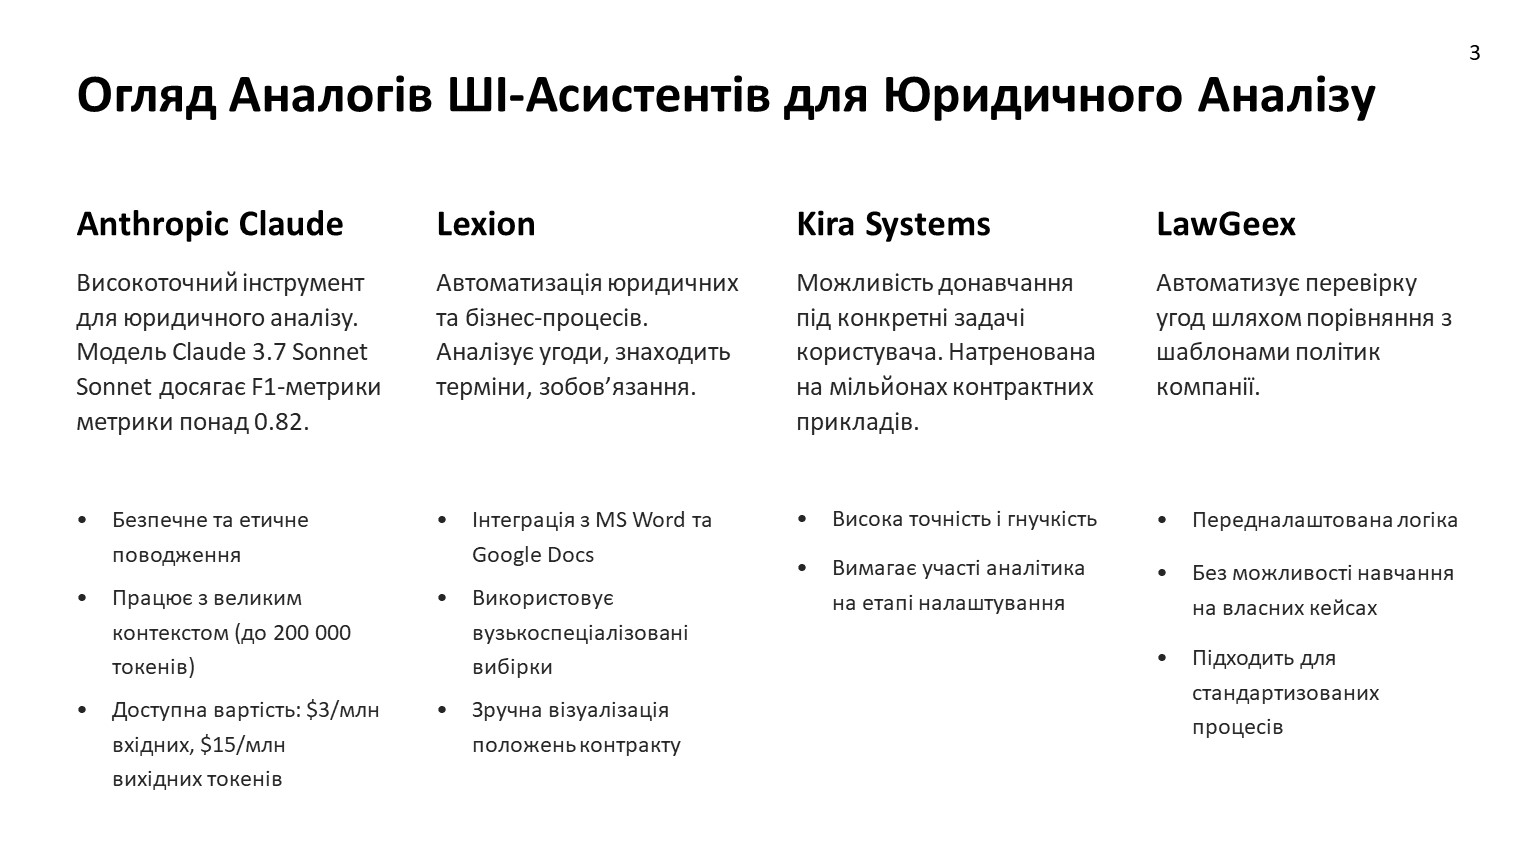 3
Огляд Аналогів ШІ-Асистентів для Юридичного Аналізу
Anthropic Claude
Високоточний інструмент
для юридичного аналізу.
Модель Claude 3.7 Sonnet
Sonnet досягає F1-метрики
метрики понад 0.82.
• Безпечне та етичне
поводження
• Працює з великим
контекстом (до 200 000
токенів)
• Доступна вартість: $3/млн
вхідних, $15/млн
вихідних токенів
Lexion
Автоматизація юридичних
та бізнес-процесів.
Аналізує угоди, знаходить
терміни, зобов’язання.
• Інтеграція з MS Word та
Google Docs
• Використовує
вузькоспеціалізовані
вибірки
• Зручна візуалізація
положень контракту
Kira Systems
Можливість донавчання
під конкретні задачі
користувача. Натренована
на мільйонах контрактних
прикладів.
• Висока точність і гнучкість
• Вимагає участі аналітика
на етапі налаштування
LawGeex
Автоматизує перевірку
угод шляхом порівняння з
шаблонами політик
компанії.
• Передналаштована логіка
• Без можливості навчання
на власних кейсах
• Підходить для
стандартизованих
процесів